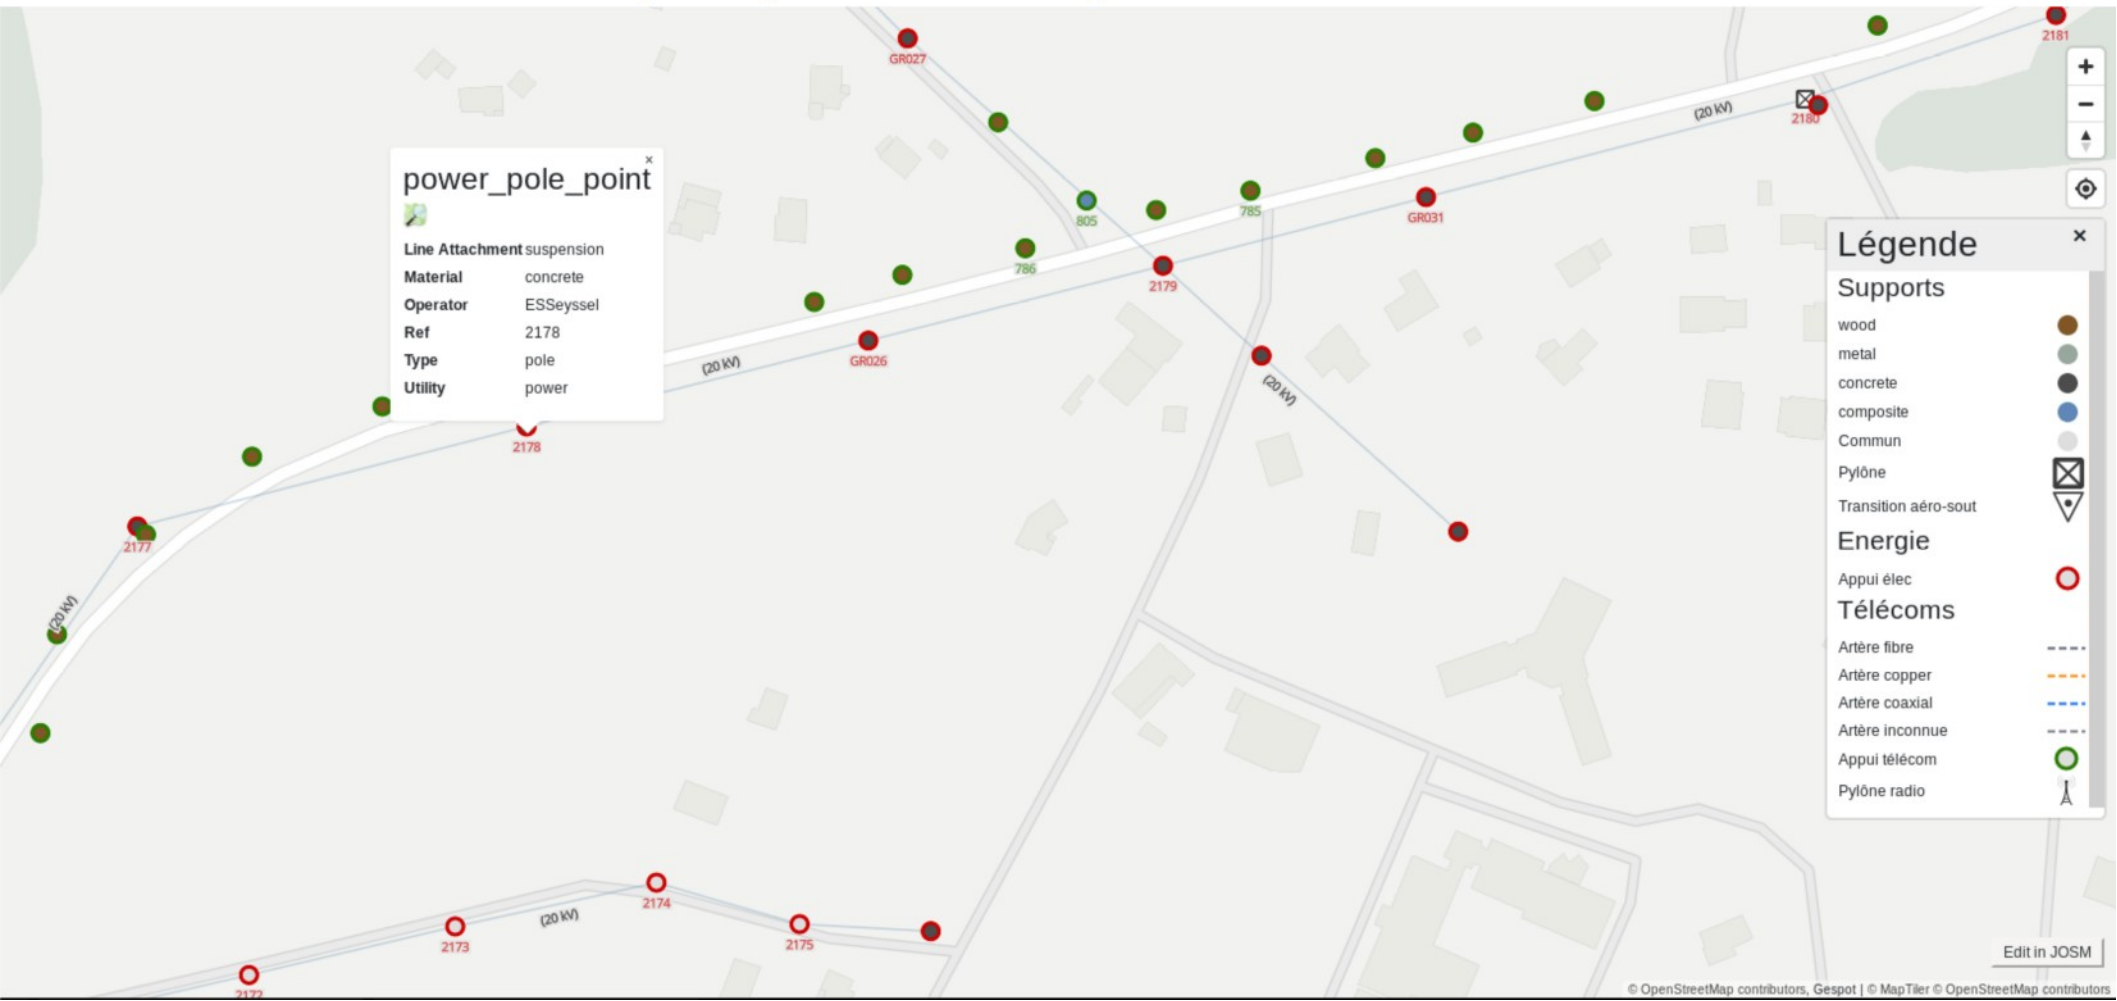 2181
GR027
(20 kV)
2180
power_pole_point
×
Line Attachment suspension
Material concrete
Operator ESSeyssel
Ref 2178
Type pole
Utility power
805
785
GR031
786
2179
(20 kV)
GR026
(20 kV)
2178
2177
(20 kV)
2174
(20 kV)
2173
2175
2172
+
−
Légende ×
Supports
wood
metal
concrete
composite
Commun
Pylône
Transition aéro-sout
Energie
Appui élec
Télécoms
Artère fibre
Artère copper
Artère coaxial
Artère inconnue
Appui télécom
Pylône radio
Edit in JOSM
© OpenStreetMap contributors, Gespot | © MapTiler © OpenStreetMap contributors